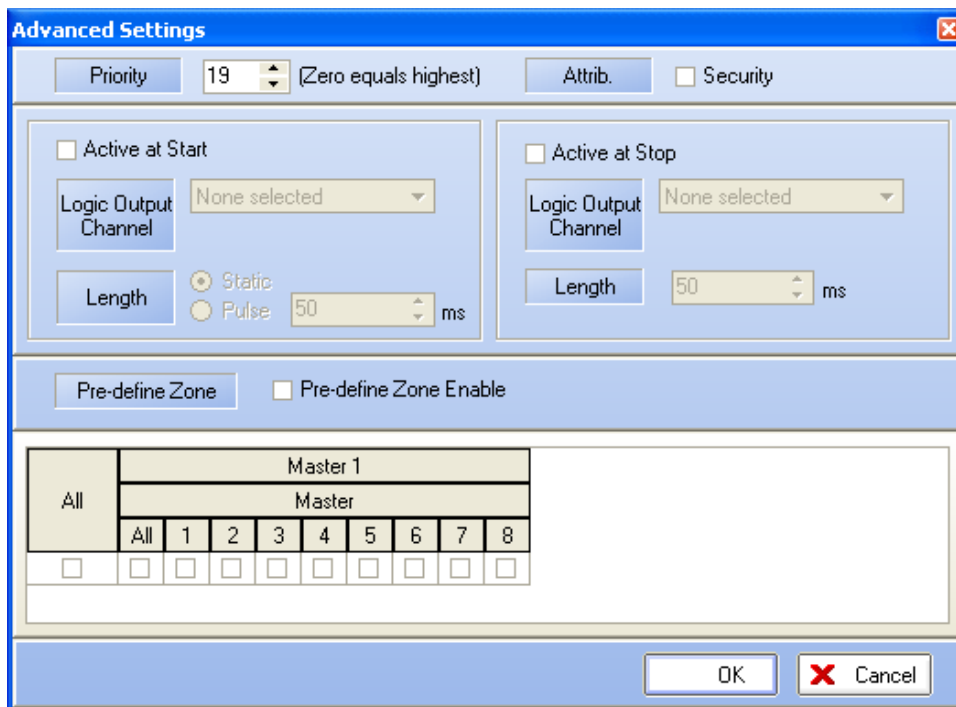 Advanced Settings
Priority 19 (Zero equals highest) Attrib. Security
Active at Start
Logic Output Channel None selected
Length Static
Pulse 50 ms
Active at Stop
Logic Output Channel None selected
Length 50 ms
Pre-define Zone Pre-define Zone Enable
All Master 1
Master
All 1 2 3 4 5 6 7 8
OK Cancel